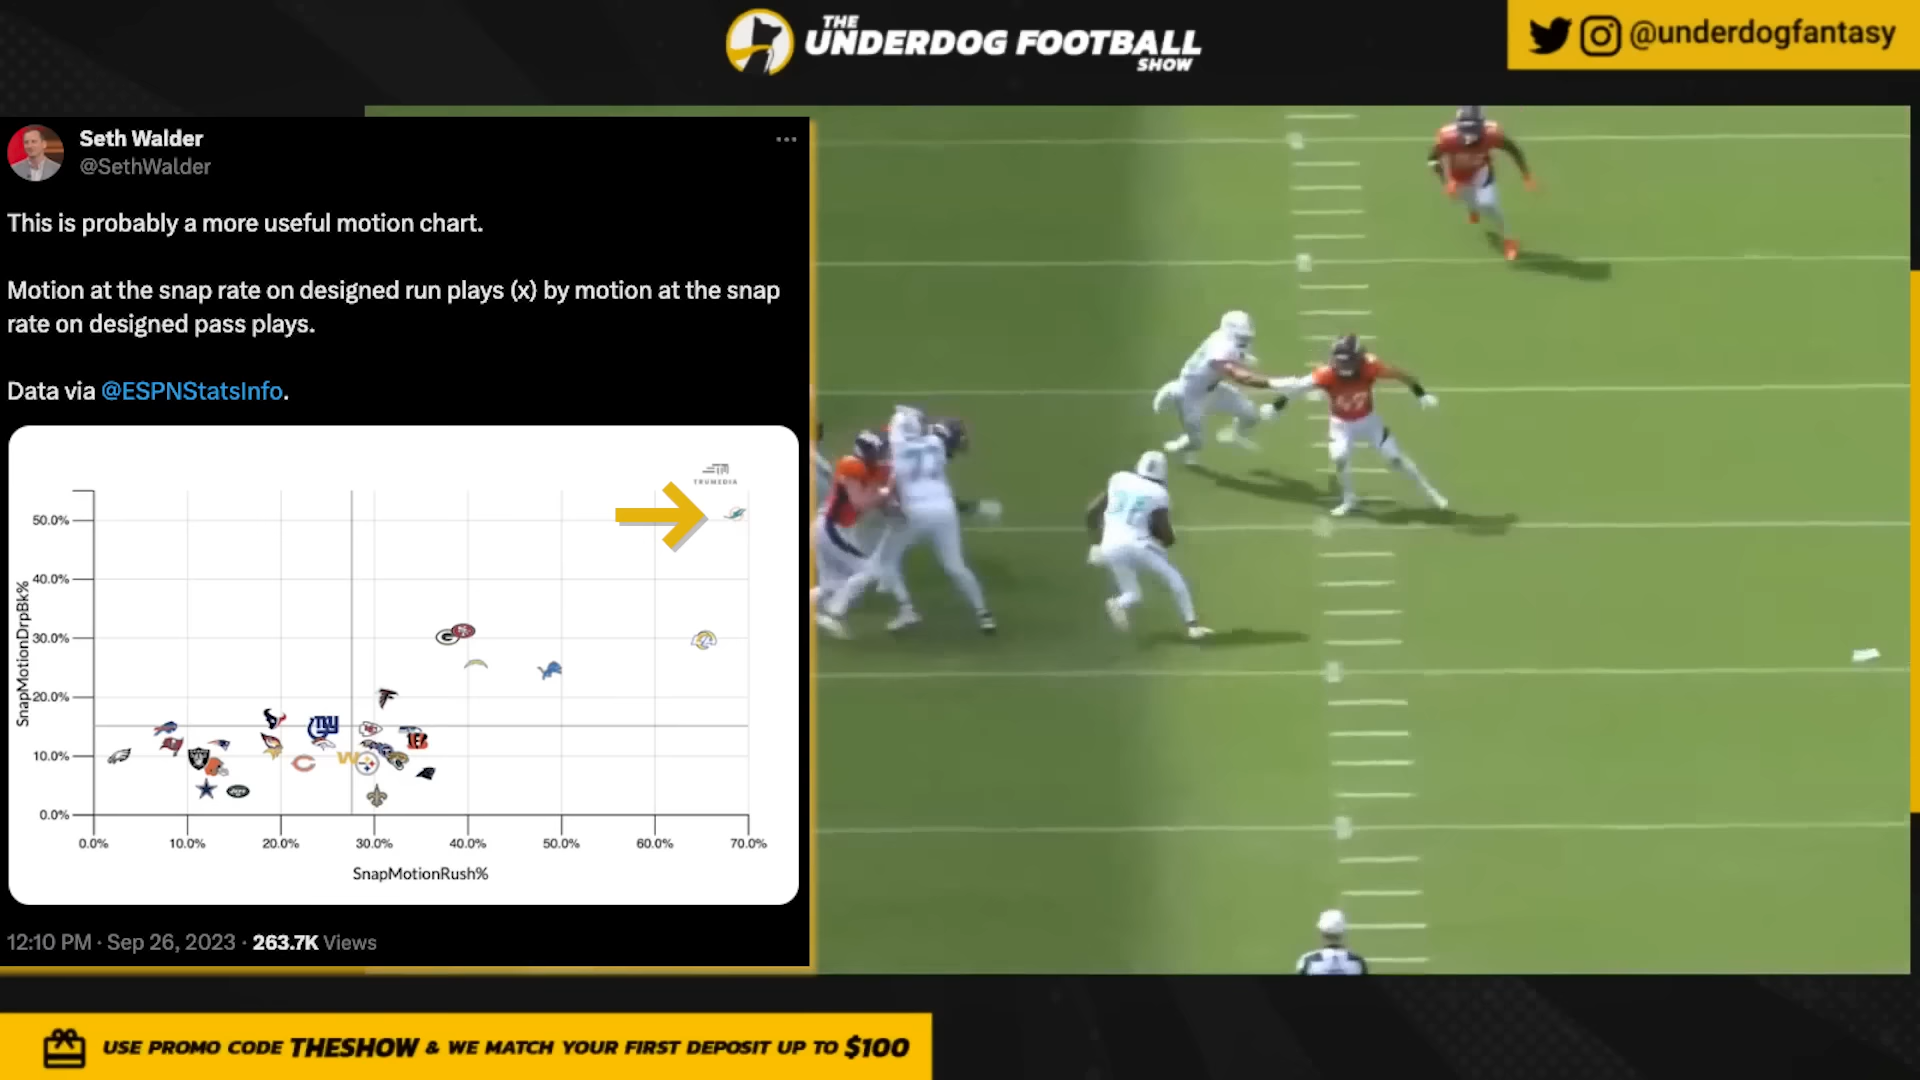 THE
UNDERDOG FOOTBALL
SHOW
@underdogfantasy
Seth Walder
@SethWalder
This is probably a more useful motion chart.
Motion at the snap rate on designed run plays (x) by motion at the snap
rate on designed pass plays.
Data via @ESPNStatsInfo.
TRUMEDIA
50.0%
40.0%
30.0%
20.0%
10.0%
0.0%
SnapMotionDrpBk%
0.0% 10.0% 20.0% 30.0% 40.0% 50.0% 60.0% 70.0%
SnapMotionRush%
12:10 PM · Sep 26, 2023 · 263.7K Views
USE PROMO CODE THESHOW & WE MATCH YOUR FIRST DEPOSIT UP TO $100